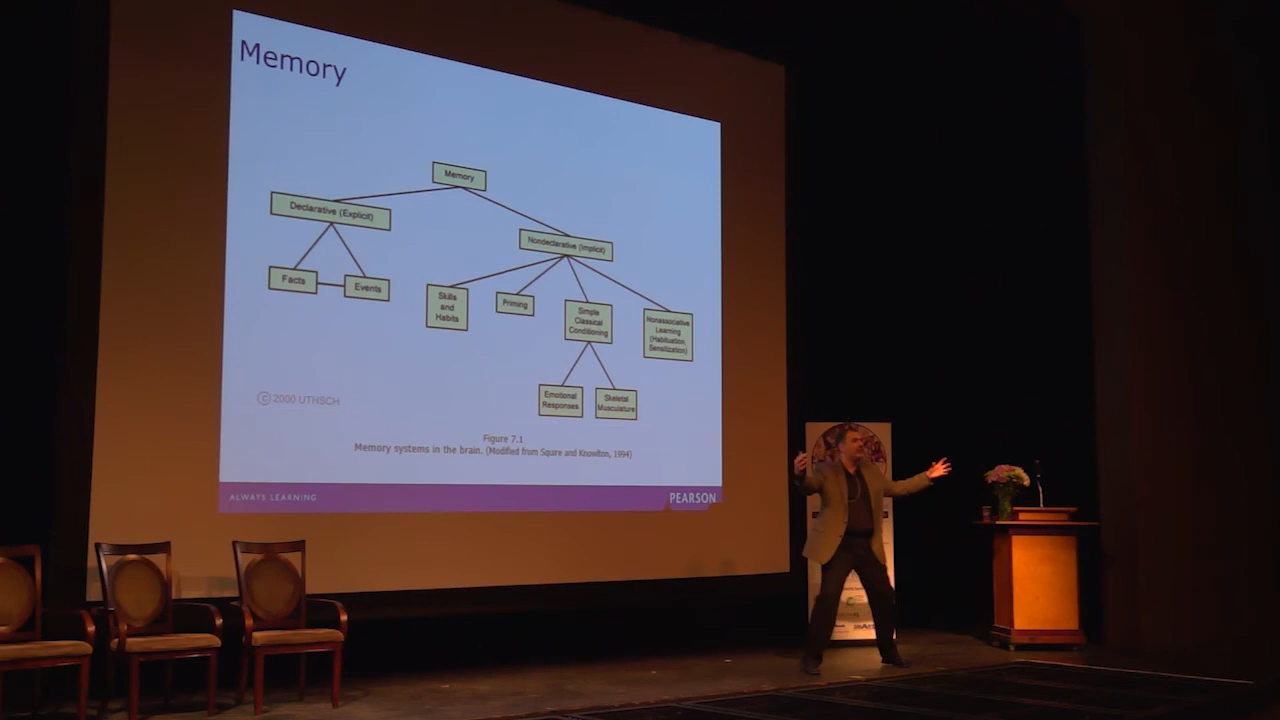 Memory
Memory
Declarative (Explicit)
Nondeclarative (Implicit)
Facts
Events
Skills
and
Habits
Priming
Simple
Classical
Conditioning
Nonassociative
Learning
(Habituation,
Sensitization)
Emotional
Responses
Skeletal
Musculature
© 2000 UTHSCH
Figure 7.1
Memory systems in the brain. (Modified from Squire and Knowlton, 1994)
ALWAYS LEARNING
PEARSON